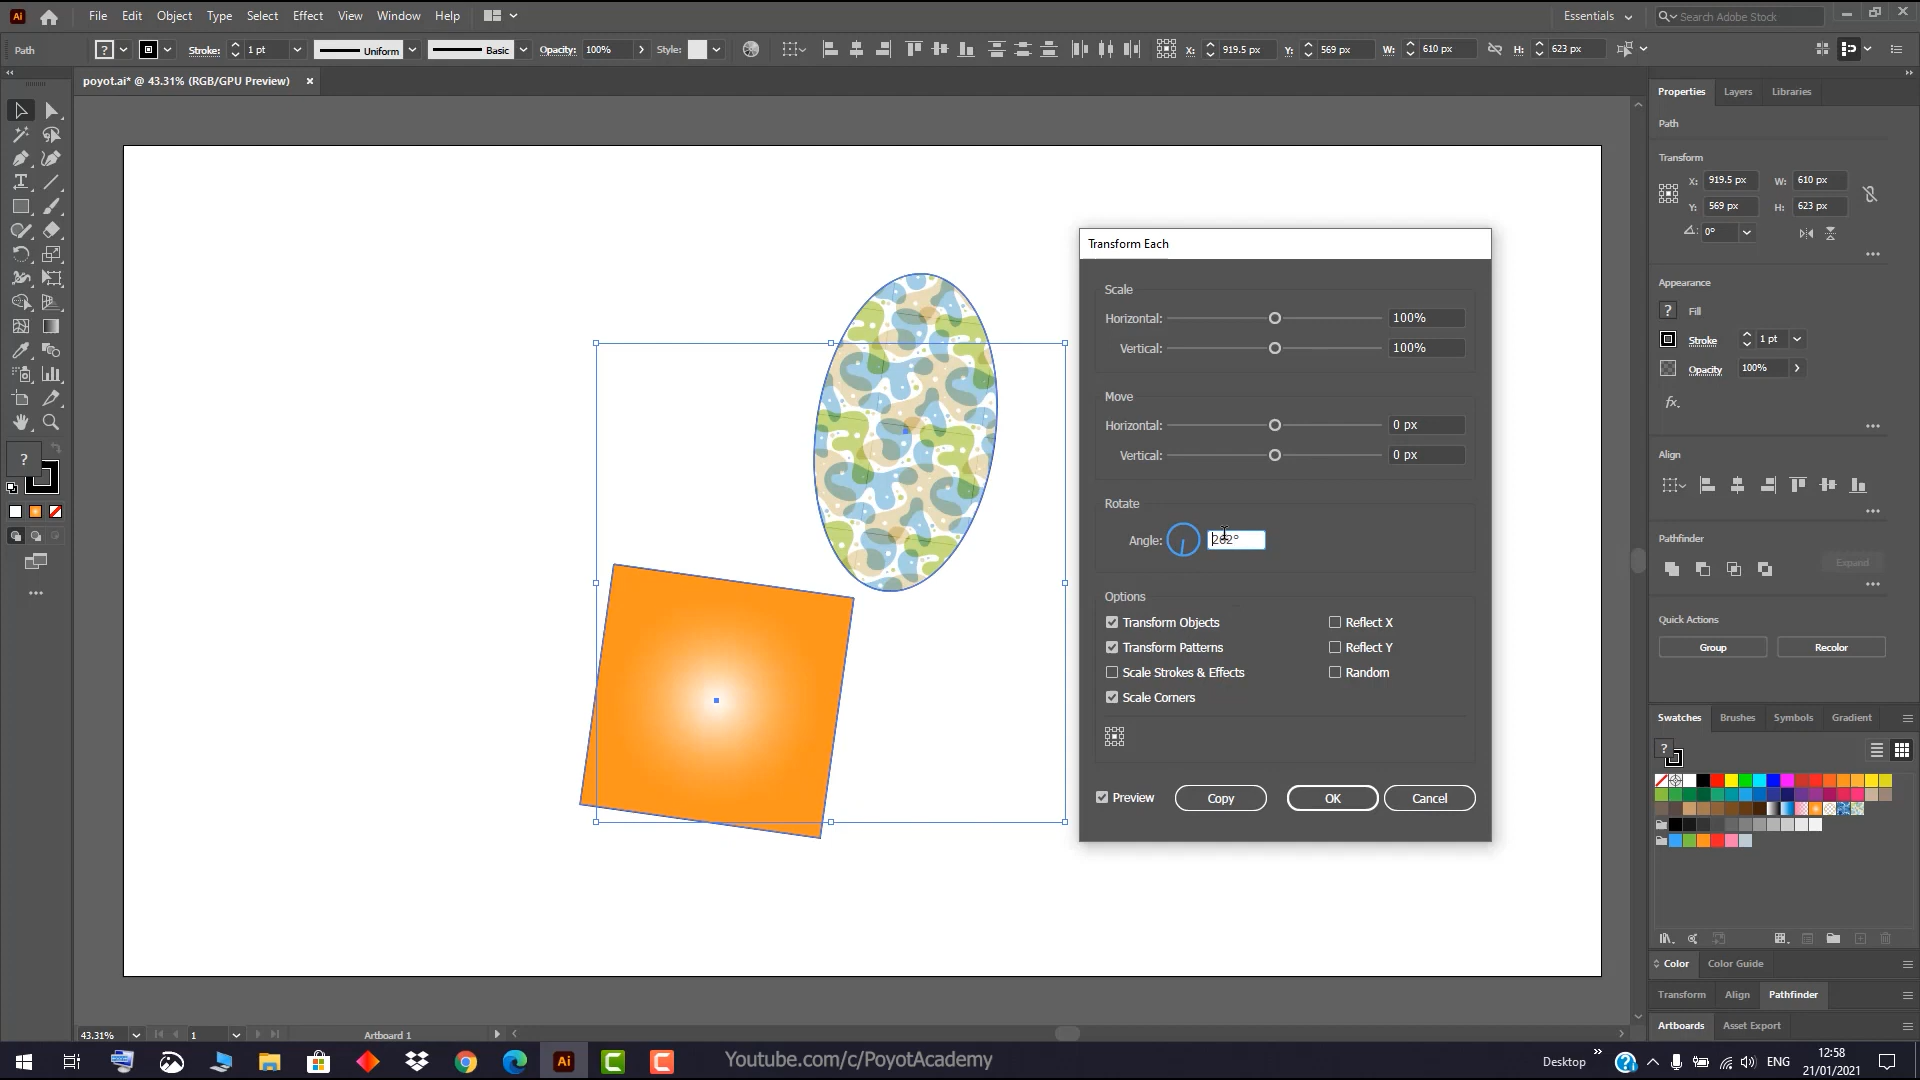 Ai File Edit Object Type Select Effect View Window Help Essentials Search Adobe Stock
Path ? Stroke: 1 pt Uniform Basic Opacity: 100% Style: X: 919.5 px Y: 569 px W: 610 px H: 623 px
poyot.ai* @ 43.31% (RGB/GPU Preview)
Properties Layers Libraries
Path
Transform
X: 919.5 px W: 610 px
Y: 569 px H: 623 px
0°
Appearance
? Fill
Stroke 1 pt
Opacity 100%
fx.
Align
Pathfinder
Expand
Quick Actions
Group Recolor
Transform Each
Scale
Horizontal: 100%
Vertical: 100%
Move
Horizontal: 0 px
Vertical: 0 px
Rotate
Angle: 262°
Options
Transform Objects Reflect X
Transform Patterns Reflect Y
Scale Strokes & Effects Random
Scale Corners
Preview Copy OK Cancel
?
Swatches Brushes Symbols Gradient
?
Color Color Guide
Transform Align Pathfinder
Artboards Asset Export
43.31% 1 Artboard 1
Ai Youtube.com/c/PoyotAcademy Desktop ENG 12:58
21/01/2021